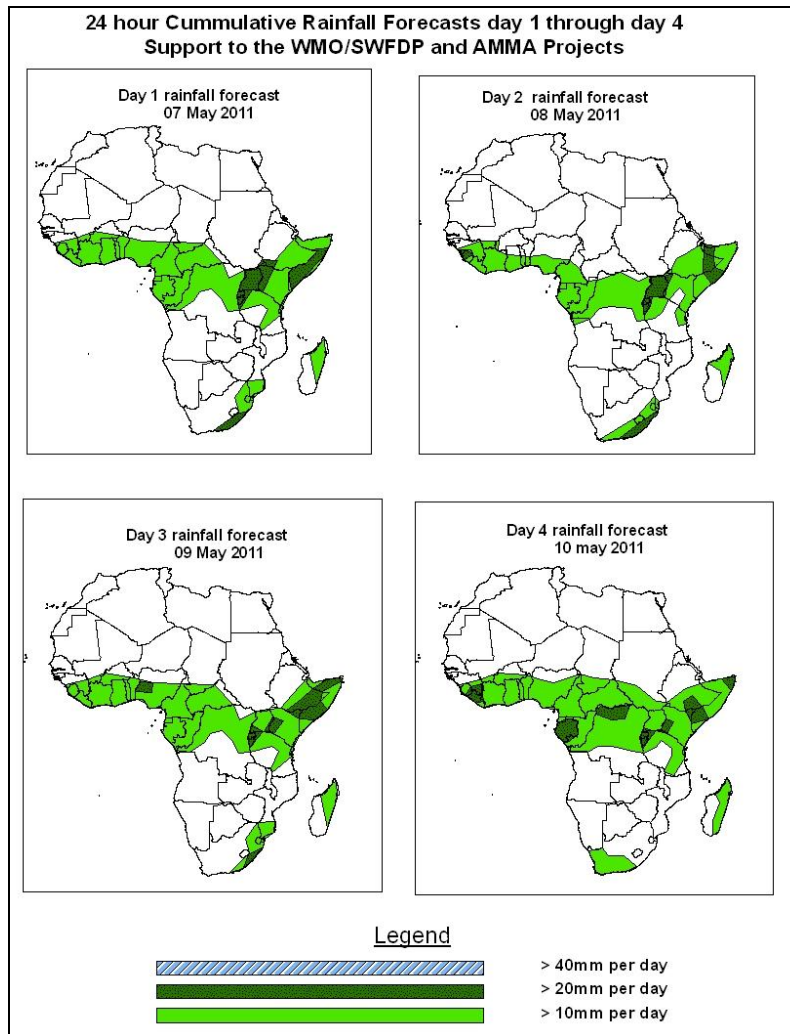 24 hour Cummulative Rainfall Forecasts day 1 through day 4
Support to the WMO/SWFDP and AMMA Projects
Day 1 rainfall forecast
07 May 2011
Day 2 rainfall forecast
08 May 2011
Day 3 rainfall forecast
09 May 2011
Day 4 rainfall forecast
10 may 2011
Legend
> 40mm per day
> 20mm per day
> 10mm per day